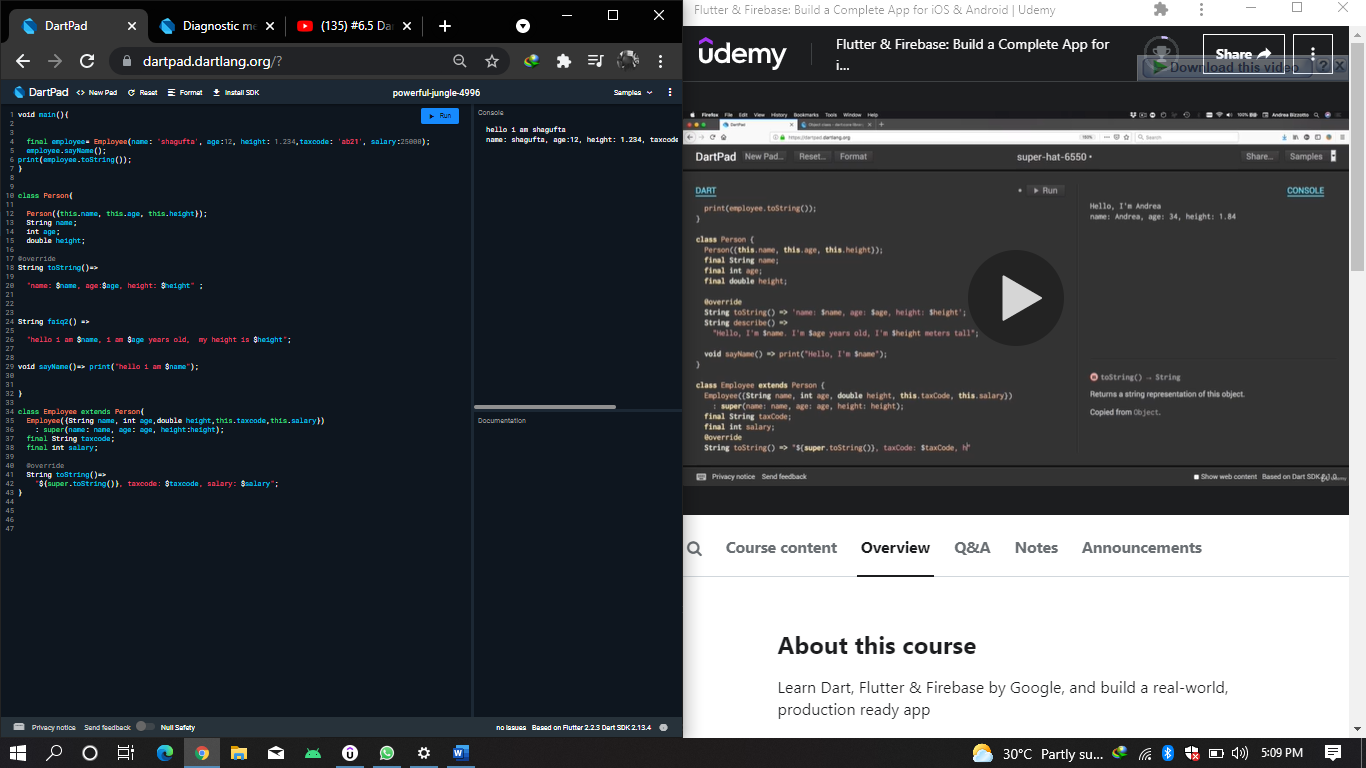 DartPad
Diagnostic me
(135) #6.5 Da
dartpad.dartlang.org/?
DartPad
New Pad
Reset
Format
Install SDK
powerful-jungle-4996
Samples
1 void main(){
2
3
4 final employee= Employee(name: 'shagufta', age:12, height: 1.234,taxcode: 'ab21', salary:25000);
5 employee.sayName();
6 print(employee.toString());
7 }
8
9
10 class Person{
11
12 Person({this.name, this.age, this.height});
13 String name;
14 int age;
15 double height;
16
17 @override
18 String toString()=>
19
20 "name: $name, age:$age, height: $height" ;
21
22
23
24 String faiq2() =>
25
26 "hello i am $name, i am $age years old,  my height is $height";
27
28
29 void sayName()=> print("hello i am $name");
30
31
32 }
33
34 class Employee extends Person{
35 Employee({String name, int age,double height,this.taxcode,this.salary})
36 : super(name: name, age: age, height:height);
37 final String taxcode;
38 final int salary;
39
40 @override
41 String toString()=>
42 "${super.toString()}, taxcode: $taxcode, salary: $salary";
43 }
44
45
46
47
Run
Console
hello i am shagufta
name: shagufta, age:12, height: 1.234, taxcode
Documentation
Privacy notice
Send feedback
Null Safety
no issues
Based on Flutter 2.2.3 Dart SDK 2.13.4
Flutter & Firebase: Build a Complete App for iOS & Android | Udemy
udemy
Flutter & Firebase: Build a Complete App for
i...
Share
Download this video
?
X
Firefox File Edit View History Bookmarks Tools Window Help
100%
Andrea Bizzotto
DartPad
https://dartpad.dartlang.org
Search
DartPad
New Pad...
Reset...
Format
super-hat-6550
Share...
Samples
DART
Run
CONSOLE
print(employee.toString());
}
class Person {
Person({this.name, this.age, this.height});
final String name;
final int age;
final double height;
@override
String toString() => 'name: $name, age: $age, height: $height';
String describe() =>
"Hello, I'm $name. I'm $age years old, I'm $height meters tall";
void sayName() => print("Hello, I'm $name");
}
class Employee extends Person {
Employee({String name, int age, double height, this.taxCode, this.salary})
: super(name: name, age: age, height: height);
final String taxCode;
final int salary;
@override
String toString() => "${super.toString()}, taxCode: $taxCode, h"
Hello, I'm Andrea
name: Andrea, age: 34, height: 1.84
toString() → String
Returns a string representation of this object.
Copied from Object.
Privacy notice
Send feedback
Show web content
Based on Dart SDK
Course content
Overview
Q&A
Notes
Announcements
About this course
Learn Dart, Flutter & Firebase by Google, and build a real-world,
production ready app
30°C Partly su...
5:09 PM